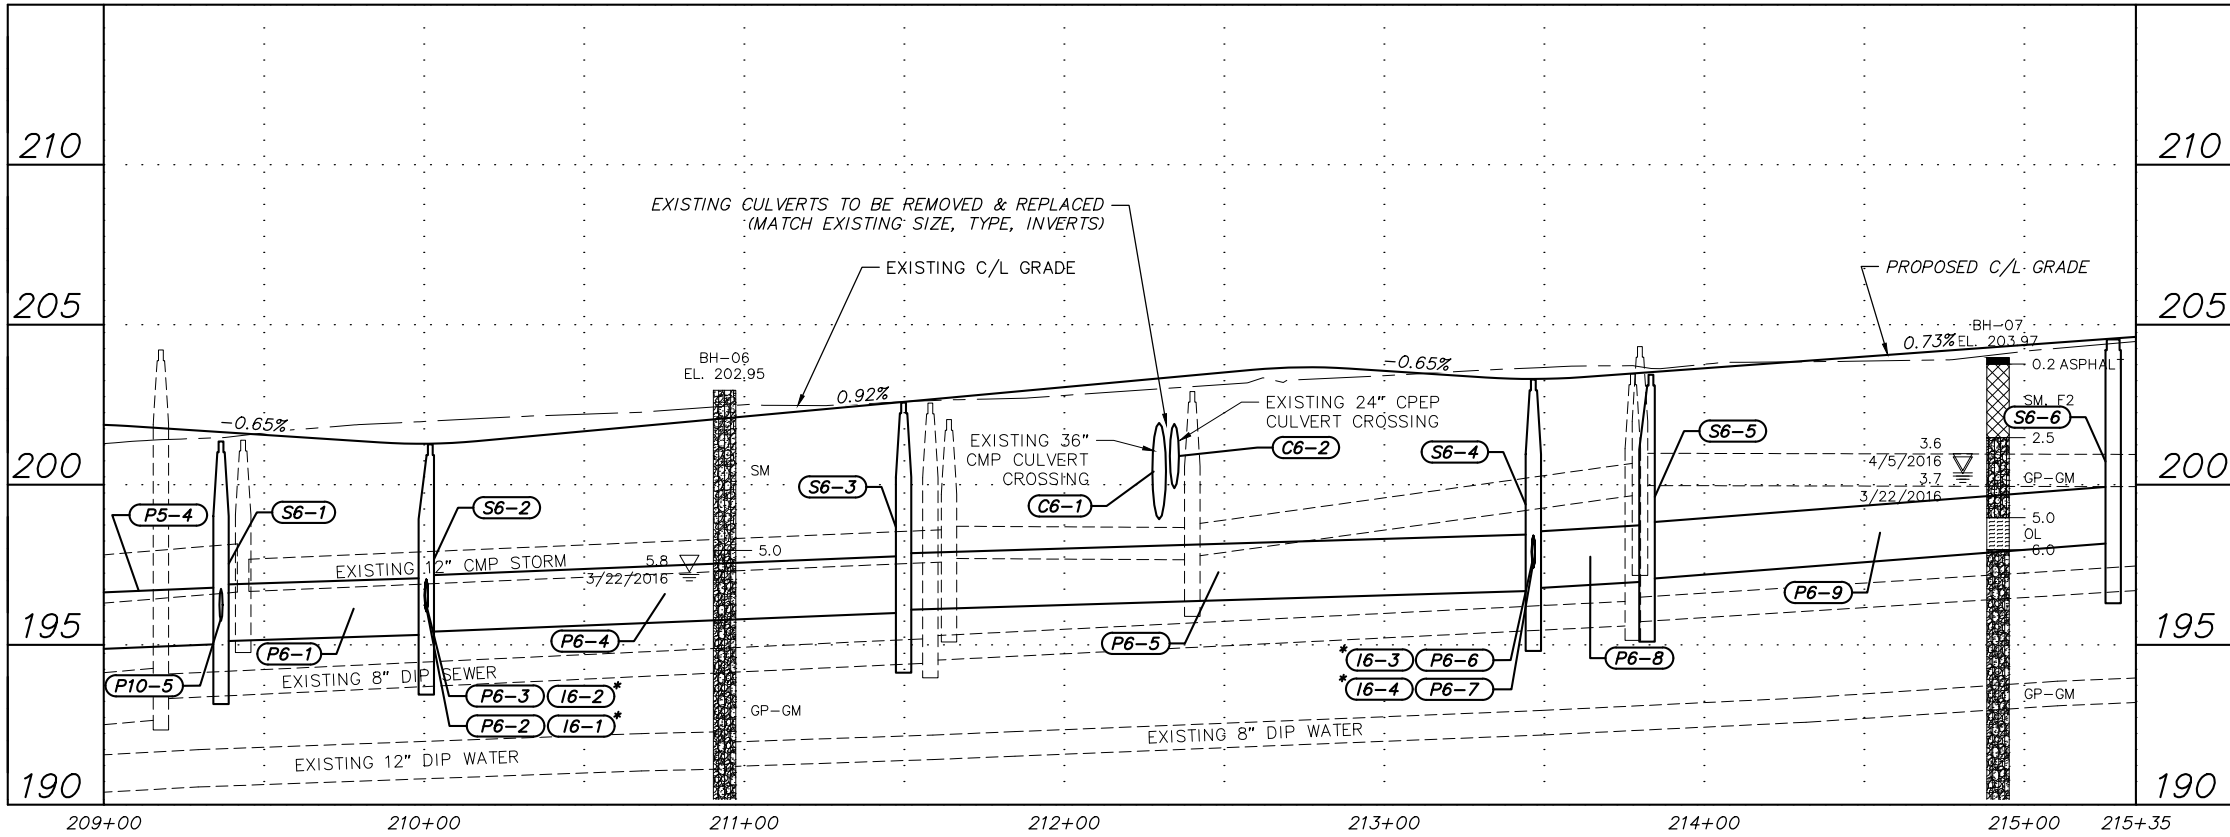 210
210
EXISTING CULVERTS TO BE REMOVED & REPLACED
(MATCH EXISTING SIZE, TYPE, INVERTS)
EXISTING C/L GRADE
PROPOSED C/L GRADE
205
205
BH-07
EL. 203.97
0.73%
BH-06
EL. 202.95
-0.65%
0.2 ASPHALT
0.92%
EXISTING 24" CPEP
CULVERT CROSSING
SM, F2
S6-6
-0.65%
S6-5
2.5
EXISTING 36"
CMP CULVERT
CROSSING
C6-2
S6-4
3.6
4/5/2016
SM
200
200
S6-3
3.7
3/22/2016
GP-GM
C6-1
P5-4
S6-1
S6-2
5.0
OL
6.0
5.0
EXISTING 12" CMP STORM
5.8
3/22/2016
P6-9
195
195
P6-1
P6-4
P6-5
* I6-3 P6-6
P6-8
P10-5
EXISTING 8" DIP SEWER
P6-3 I6-2 *
* I6-4 P6-7
GP-GM
GP-GM
P6-2 I6-1 *
EXISTING 8" DIP WATER
EXISTING 12" DIP WATER
190
190
209+00
210+00
211+00
212+00
213+00
214+00
215+00
215+35